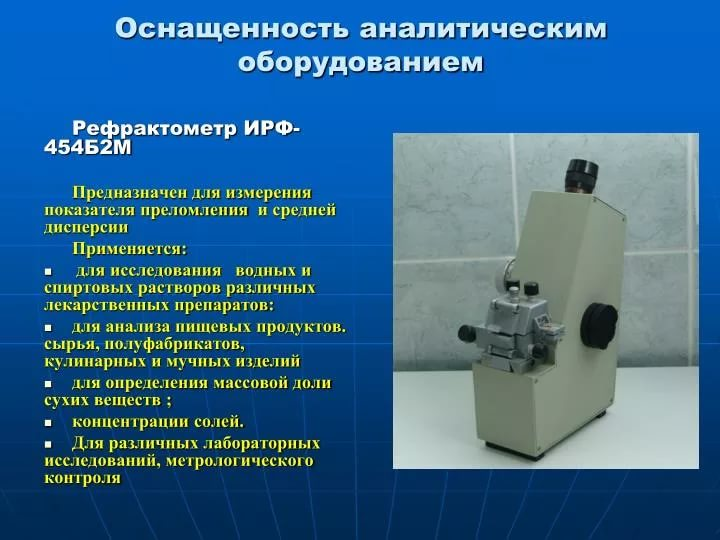 Оснащенность аналитическим
оборудованием
Рефрактометр ИРФ-
454Б2М
Предназначен для измерения
показателя преломления и средней
дисперсии
Применяется:
для исследования водных и
спиртовых растворов различных
лекарственных препаратов:
для анализа пищевых продуктов.
сырья, полуфабрикатов,
кулинарных и мучных изделий
для определения массовой доли
сухих веществ ;
концентрации солей.
Для различных лабораторных
исследований, метрологического
контроля